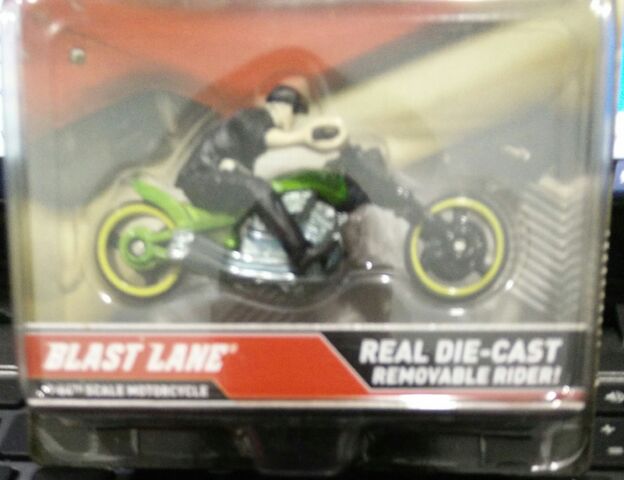 BLAST LANE
REAL DIE-CAST
REMOVABLE RIDER!
SCALE MOTORCYCLE